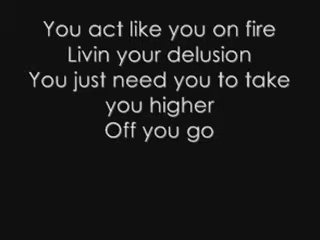 You act like you on fire
Livin your delusion
You just need you to take
you higher
Off you go